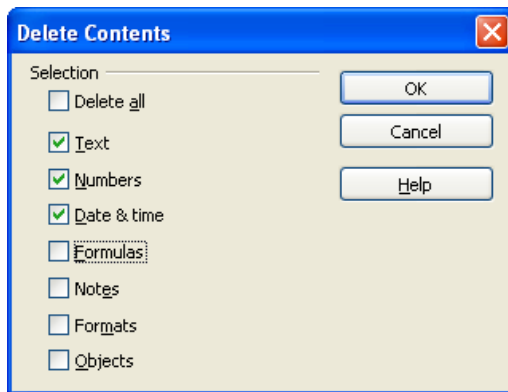 Delete Contents
Selection
Delete all
Text
Numbers
Date & time
Formulas
Notes
Formats
Objects
OK
Cancel
Help